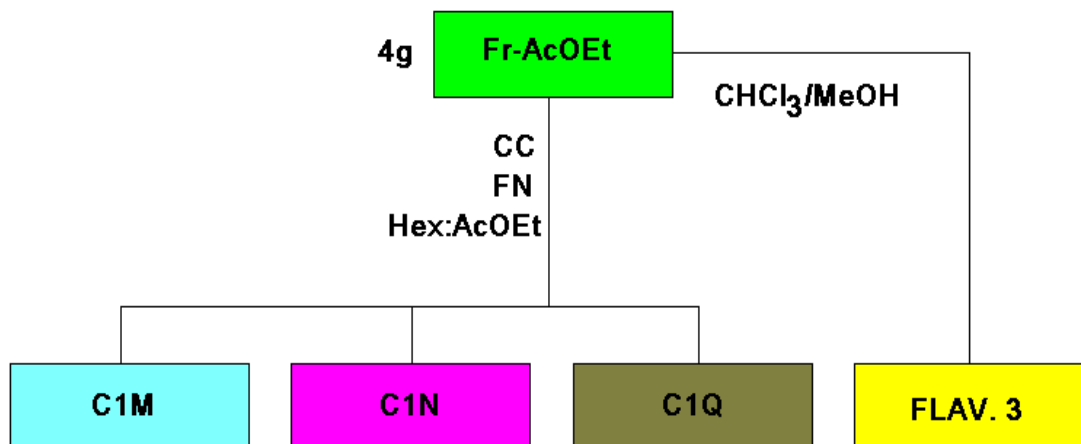 4g
Fr-AcOEt
CHCl3/MeOH
CC
FN
Hex:AcOEt
C1M
C1N
C1Q
FLAV. 3